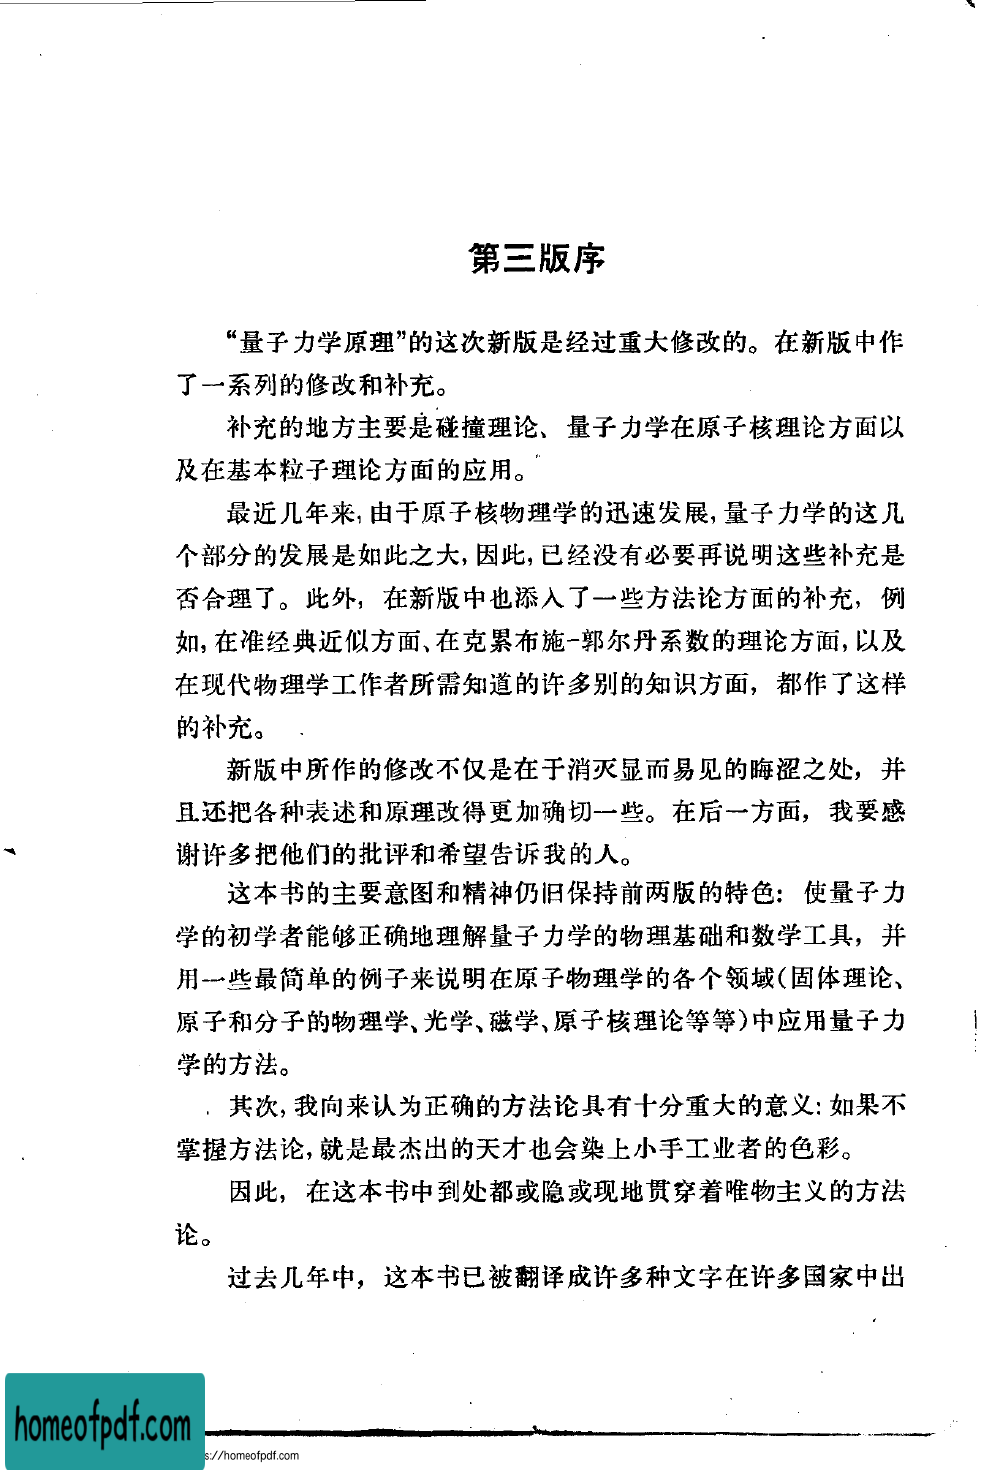 第三版序
“量子力学原理”的这次新版是经过重大修改的。在新版中作
了一系列的修改和补充。
补充的地方主要是碰撞理论、量子力学在原子核理论方面以
及在基本粒子理论方面的应用。
最近几年来，由于原子核物理学的迅速发展，量子力学的这几
个部分的发展是如此之大，因此，已经没有必要再说明这些补充是
否合理了。此外，在新版中也添入了一些方法论方面的补充，例
如，在准经典近似方面、在克累布施-郭尔丹系数的理论方面，以及
在现代物理学工作者所需知道的许多别的知识方面，都作了这样
的补充。
新版中所作的修改不仅是在于消灭显而易见的晦涩之处，并
且还把各种表述和原理改得更加确切一些。在后一方面，我要感
谢许多把他们的批评和希望告诉我的人。
这本书的主要意图和精神仍旧保持前两版的特色：使量子力
学的初学者能够正确地理解量子力学的物理基础和数学工具，并
用一些最简单的例子来说明在原子物理学的各个领域(固体理论、
原子和分子的物理学、光学、磁学、原子核理论等等)中应用量子力
学的方法。
其次，我向来认为正确的方法论具有十分重大的意义：如果不
掌握方法论，就是最杰出的天才也会染上小手工业者的色彩。
因此，在这本书中到处都或隐或现地贯穿着唯物主义的方法
论。
过去几年中，这本书已被翻译成许多种文字在许多国家中出
homeofpdf.com
s://homeofpdf.com